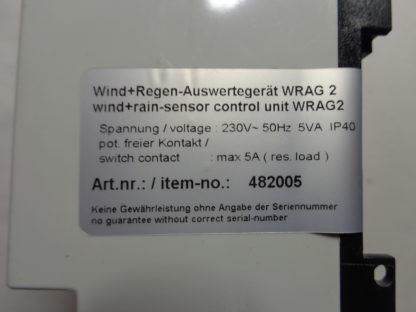 Wind+Regen-Auswertegerät WRAG 2
wind+rain-sensor control unit WRAG2
Spannung / voltage : 230V~ 50Hz 5VA IP40
pot. freier Kontakt /
switch contact : max 5A ( res. load )
Art.nr.: / item-no.: 482005
Keine Gewährleistung ohne Angabe der Seriennummer
no guarantee without correct serial-number